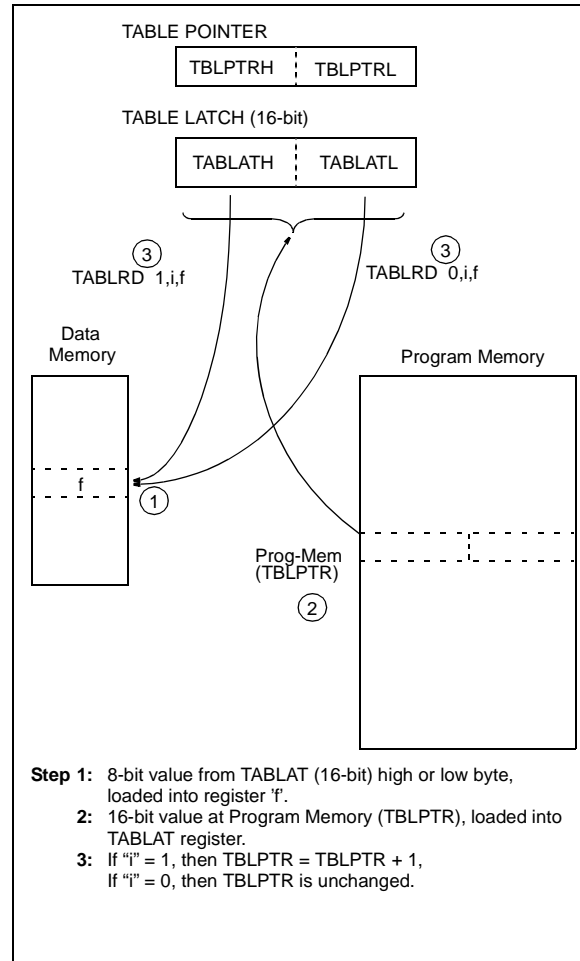 TABLE POINTER
TBLPTRH TBLPTRL
TABLE LATCH (16-bit)
TABLATH TABLATL
3
TABLRD 1,i,f
3
TABLRD 0,i,f
Data
Memory
Program Memory
f
1
Prog-Mem
(TBLPTR)
2
Step 1: 8-bit value from TABLAT (16-bit) high or low byte,
loaded into register 'f'.
2: 16-bit value at Program Memory (TBLPTR), loaded into
TABLAT register.
3: If “i” = 1, then TBLPTR = TBLPTR + 1,
If “i” = 0, then TBLPTR is unchanged.